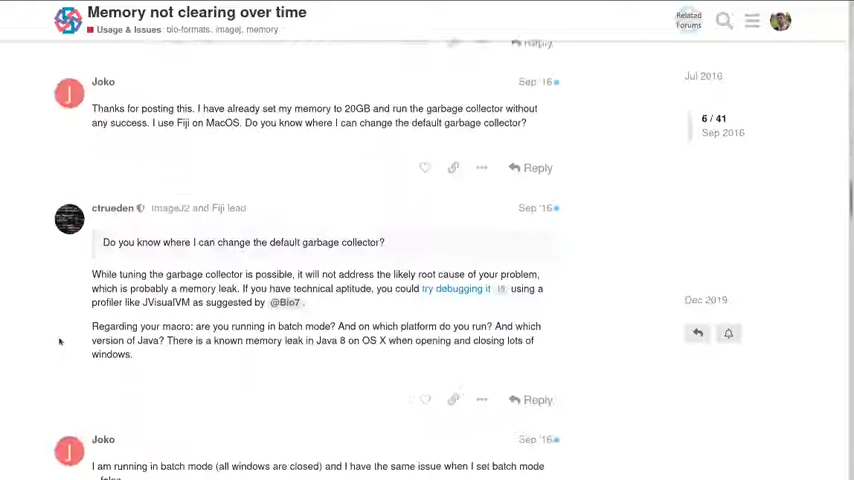 Memory not clearing over time
Usage & Issues bio-formats, imagej, memory
Related
Forums
Reply
Jul 2016
6 / 41
Sep 2016
Dec 2019
J
Joko
Sep '16
Thanks for posting this. I have already set my memory to 20GB and run the garbage collector without
any success. I use Fiji on MacOS. Do you know where I can change the default garbage collector?
Reply
ctrueden ImageJ2 and Fiji lead
Sep '16
Do you know where I can change the default garbage collector?
While tuning the garbage collector is possible, it will not address the likely root cause of your problem,
which is probably a memory leak. If you have technical aptitude, you could try debugging it using a
profiler like JVisualVM as suggested by @Bio7 .
Regarding your macro: are you running in batch mode? And on which platform do you run? And which
version of Java? There is a known memory leak in Java 8 on OS X when opening and closing lots of
windows.
Reply
J
Joko
Sep '16
I am running in batch mode (all windows are closed) and I have the same issue when I set batch mode